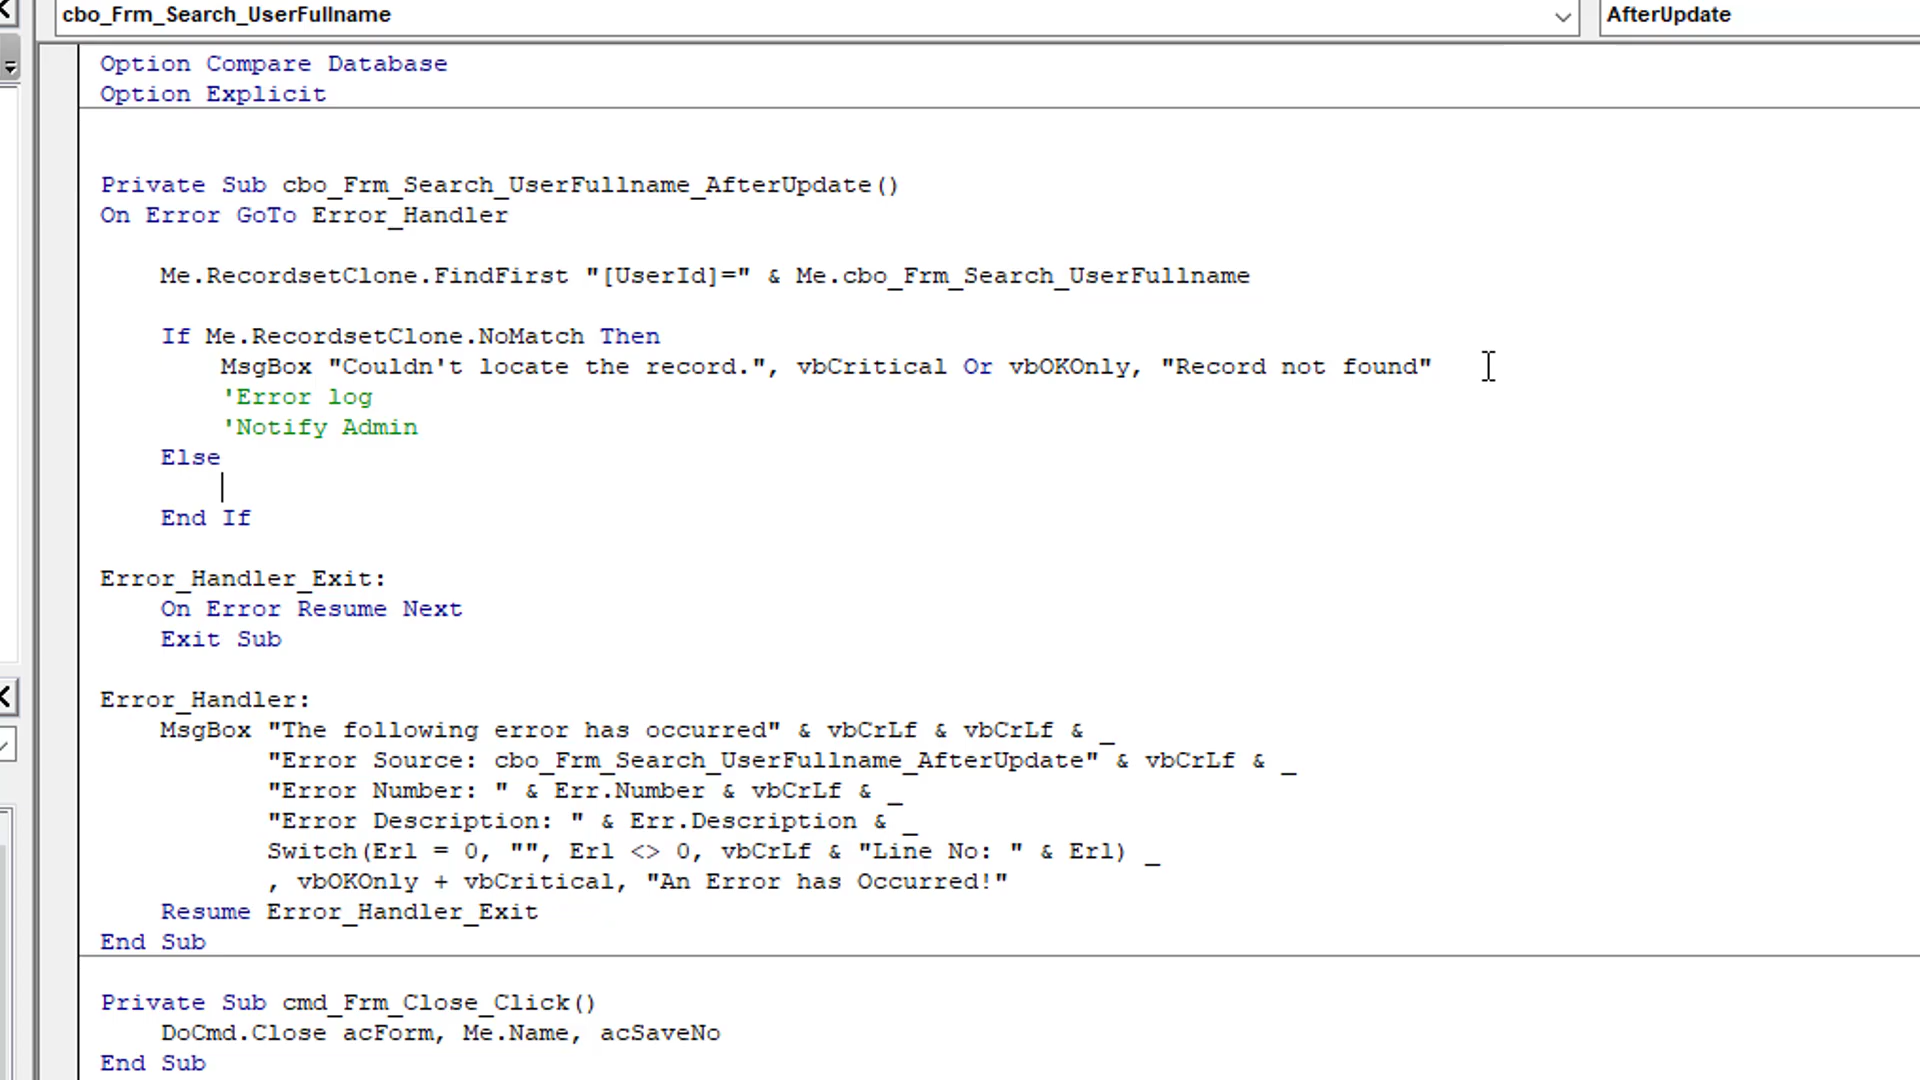 cbo_Frm_Search_UserFullname
AfterUpdate
Option Compare Database
Option Explicit
Private Sub cbo_Frm_Search_UserFullname_AfterUpdate()
On Error GoTo Error_Handler
    Me.RecordsetClone.FindFirst "[UserId]=" & Me.cbo_Frm_Search_UserFullname
    If Me.RecordsetClone.NoMatch Then
        MsgBox "Couldn't locate the record.", vbCritical Or vbOKOnly, "Record not found"
        'Error log
        'Notify Admin
    Else
    End If
Error_Handler_Exit:
    On Error Resume Next
    Exit Sub
Error_Handler:
    MsgBox "The following error has occurred" & vbCrLf & vbCrLf & _
           "Error Source: cbo_Frm_Search_UserFullname_AfterUpdate" & vbCrLf & _
           "Error Number: " & Err.Number & vbCrLf & _
           "Error Description: " & Err.Description & _
           Switch(Erl = 0, "", Erl <> 0, vbCrLf & "Line No: " & Erl) _
           , vbOKOnly + vbCritical, "An Error has Occurred!"
    Resume Error_Handler_Exit
End Sub
Private Sub cmd_Frm_Close_Click()
    DoCmd.Close acForm, Me.Name, acSaveNo
End Sub